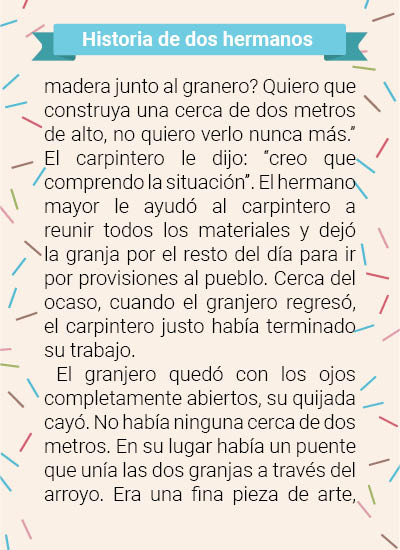 Historia de dos hermanos
madera junto al granero? Quiero que
construya una cerca de dos metros
de alto, no quiero verlo nunca más.”
El carpintero le dijo: “creo que
comprendo la situación”. El hermano
mayor le ayudó al carpintero a
reunir todos los materiales y dejó
la granja por el resto del día para ir
por provisiones al pueblo. Cerca del
ocaso, cuando el granjero regresó,
el carpintero justo había terminado
su trabajo.
El granjero quedó con los ojos
completamente abiertos, su quijada
cayó. No había ninguna cerca de dos
metros. En su lugar había un puente
que unía las dos granjas a través del
arroyo. Era una fina pieza de arte,